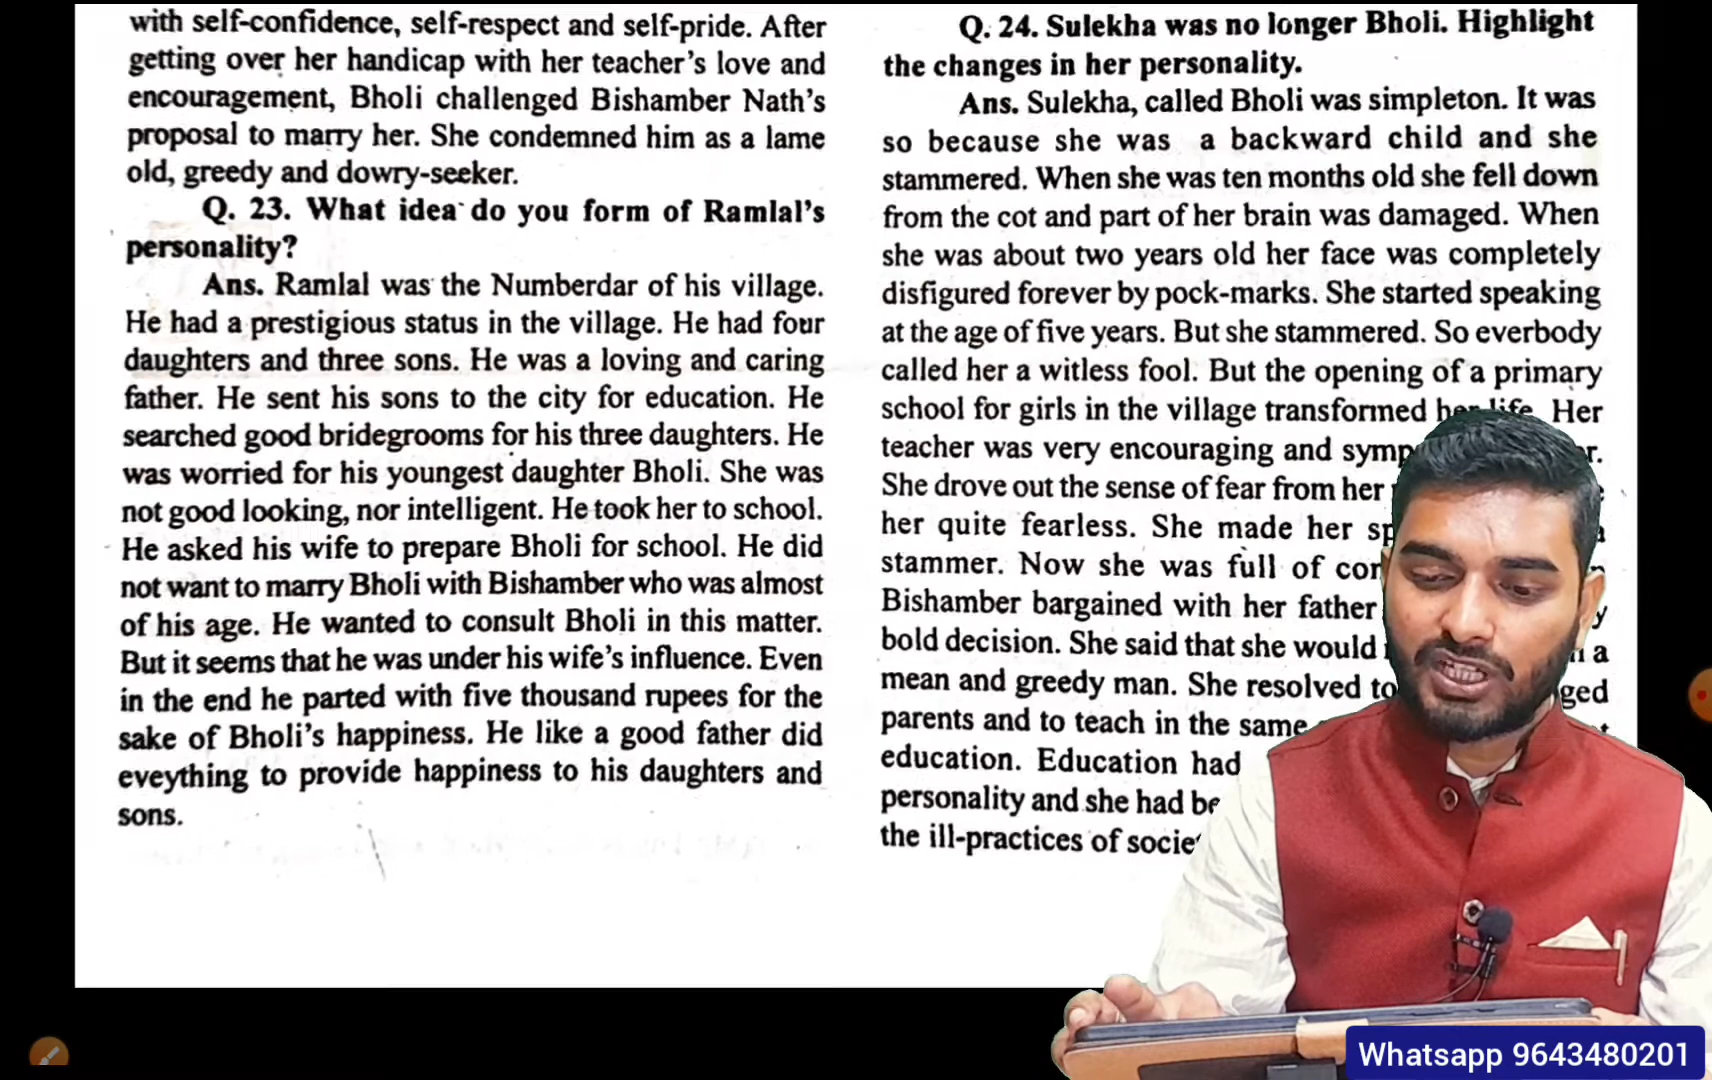 with self-confidence, self-respect and self-pride. After
getting over her handicap with her teacher's love and
encouragement, Bholi challenged Bishamber Nath's
proposal to marry her. She condemned him as a lame
old, greedy and dowry-seeker.
Q. 23. What idea do you form of Ramlal's
personality?
Ans. Ramlal was the Numberdar of his village.
He had a prestigious status in the village. He had four
daughters and three sons. He was a loving and caring
father. He sent his sons to the city for education. He
searched good bridegrooms for his three daughters. He
was worried for his youngest daughter Bholi. She was
not good looking, nor intelligent. He took her to school.
He asked his wife to prepare Bholi for school. He did
not want to marry Bholi with Bishamber who was almost
of his age. He wanted to consult Bholi in this matter.
But it seems that he was under his wife's influence. Even
in the end he parted with five thousand rupees for the
sake of Bholi's happiness. He like a good father did
eveything to provide happiness to his daughters and
sons.
Q. 24. Sulekha was no longer Bholi. Highlight
the changes in her personality.
Ans. Sulekha, called Bholi was simpleton. It was
so because she was a backward child and she
stammered. When she was ten months old she fell down
from the cot and part of her brain was damaged. When
she was about two years old her face was completely
disfigured forever by pock-marks. She started speaking
at the age of five years. But she stammered. So everbody
called her a witless fool. But the opening of a primary
school for girls in the village transformed her life. Her
teacher was very encouraging and
She drove out the sense of fear from her
her quite fearless. She made her
stammer. Now she was full of
Bishamber bargained with her father
bold decision. She said that she would a
mean and greedy man. She resolved to
parents and to teach in the same
education. Education had
personality and she had
the ill-practices of
Whatsapp 9643480201